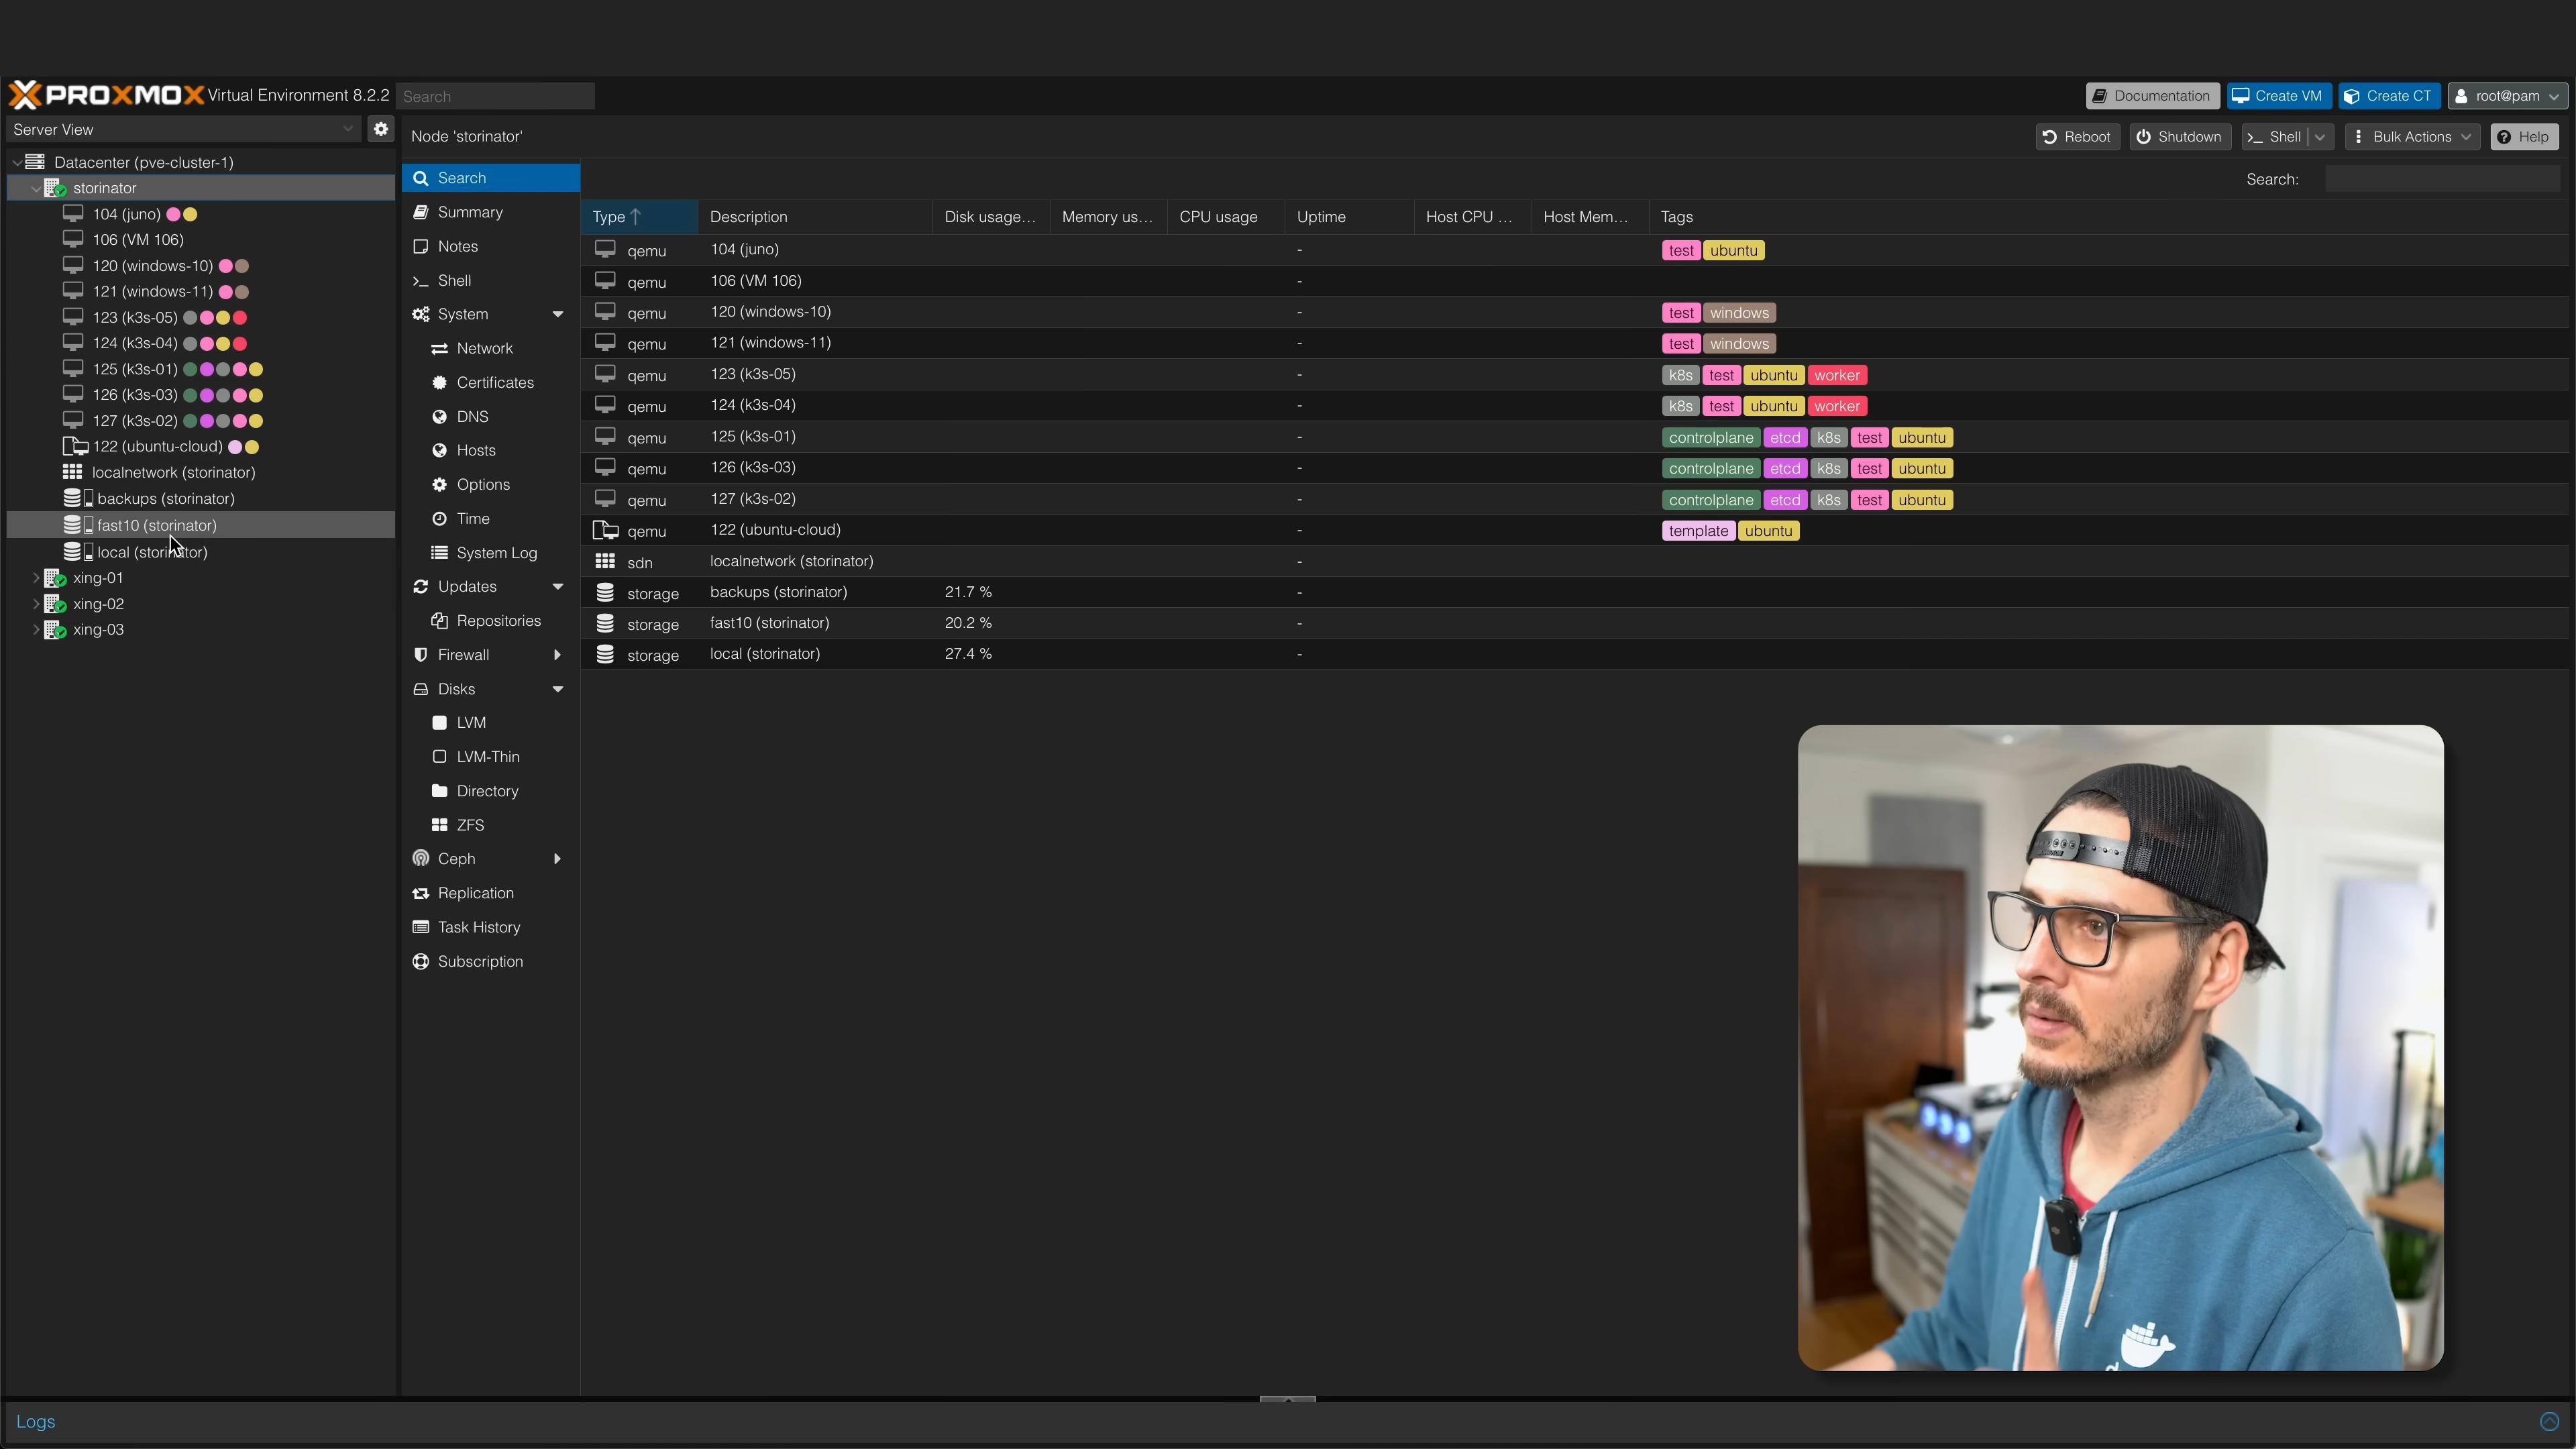 PROXMOX Virtual Environment 8.2.2 Search Documentation Create VM Create CT root@pam
Server View
Node 'storinator' Reboot Shutdown Shell Bulk Actions Help
Datacenter (pve-cluster-1)
storinator
104 (juno)
106 (VM 106)
120 (windows-10)
121 (windows-11)
123 (k3s-05)
124 (k3s-04)
125 (k3s-01)
126 (k3s-03)
127 (k3s-02)
122 (ubuntu-cloud)
localnetwork (storinator)
backups (storinator)
fast10 (storinator)
local (storinator)
xing-01
xing-02
xing-03
Search
Summary
Notes
Shell
System
Network
Certificates
DNS
Hosts
Options
Time
System Log
Updates
Repositories
Firewall
Disks
LVM
LVM-Thin
Directory
ZFS
Ceph
Replication
Task History
Subscription
Search:
Type Description Disk usage... Memory us... CPU usage Uptime Host CPU ... Host Mem... Tags
qemu 104 (juno) - test ubuntu
qemu 106 (VM 106) -
qemu 120 (windows-10) - test windows
qemu 121 (windows-11) - test windows
qemu 123 (k3s-05) - k8s test ubuntu worker
qemu 124 (k3s-04) - k8s test ubuntu worker
qemu 125 (k3s-01) - controlplane etcd k8s test ubuntu
qemu 126 (k3s-03) - controlplane etcd k8s test ubuntu
qemu 127 (k3s-02) - controlplane etcd k8s test ubuntu
qemu 122 (ubuntu-cloud) - template ubuntu
sdn localnetwork (storinator) -
storage backups (storinator) 21.7 % -
storage fast10 (storinator) 20.2 % -
storage local (storinator) 27.4 % -
Logs